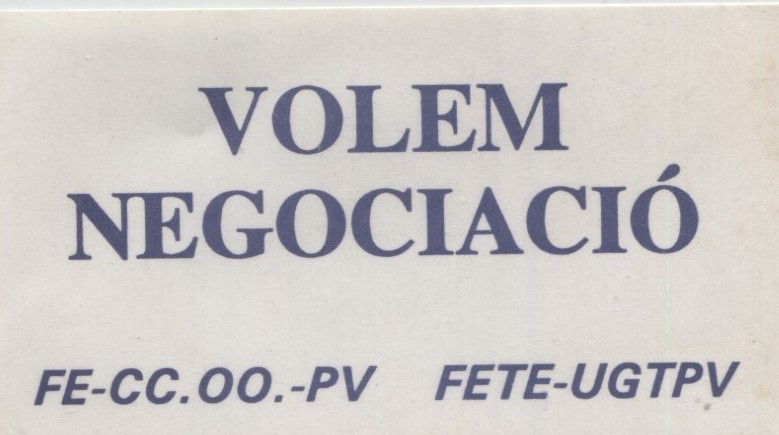 VOLEM
NEGOCIACIÓ
FE-CC.OO.-PV FETE-UGTPV